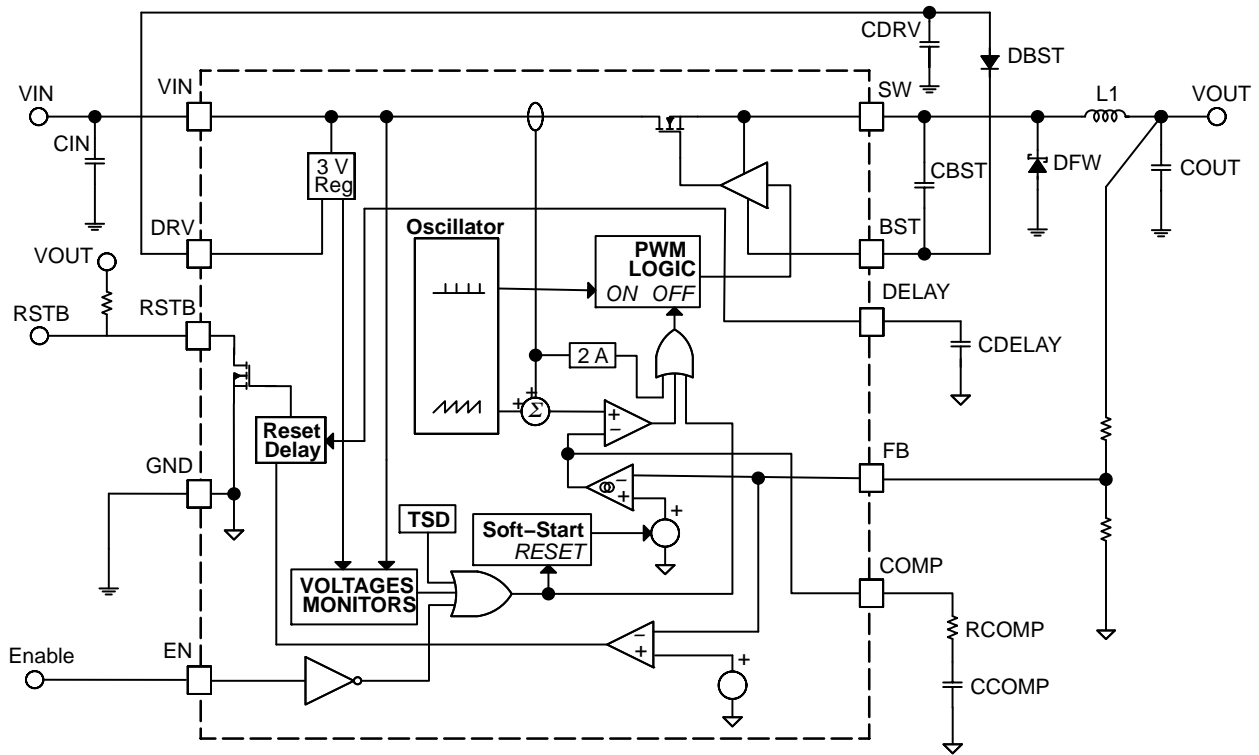 CDRV
DBST
VIN
VIN
SW
L1
VOUT
CIN
3 V
Reg
CBST
DFW
COUT
DRV
Oscillator
BST
VOUT
PWM
LOGIC
ON OFF
DELAY
RSTB
RSTB
2 A
CDELAY
+
+
Σ
+
−
Reset
Delay
GND
FB
−
+
+
TSD
Soft−Start
RESET
COMP
VOLTAGES
MONITORS
RCOMP
−
+
+
Enable
EN
CCOMP